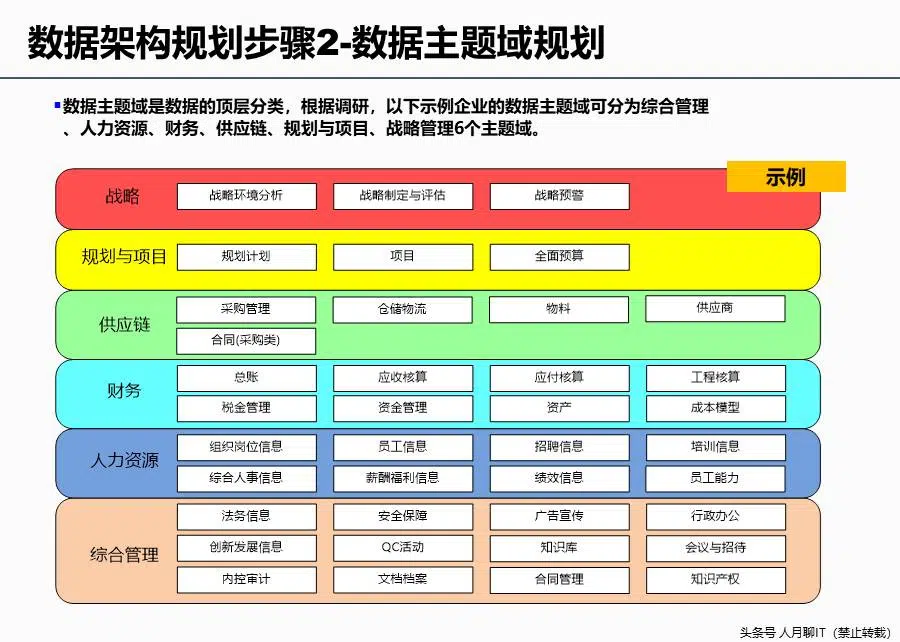 数据架构规划步骤2-数据主题域规划
数据主题域是数据的顶层分类，根据调研，以下示例企业的数据主题域可分为综合管理
、人力资源、财务、供应链、规划与项目、战略管理6个主题域。
示例
战略 战略环境分析 战略制定与评估 战略预警
规划与项目 规划计划 项目 全面预算
供应链
采购管理 仓储物流 物料 供应商
合同(采购类)
财务
总账 应收核算 应付核算 工程核算
税金管理 资金管理 资产 成本模型
人力资源
组织岗位信息 员工信息 招聘信息 培训信息
综合人事信息 薪酬福利信息 绩效信息 员工能力
综合管理
法务信息 安全保障 广告宣传 行政办公
创新发展信息 QC活动 知识库 会议与招待
内控审计 文档档案 合同管理 知识产权
头条号 人月聊IT（禁止转载）